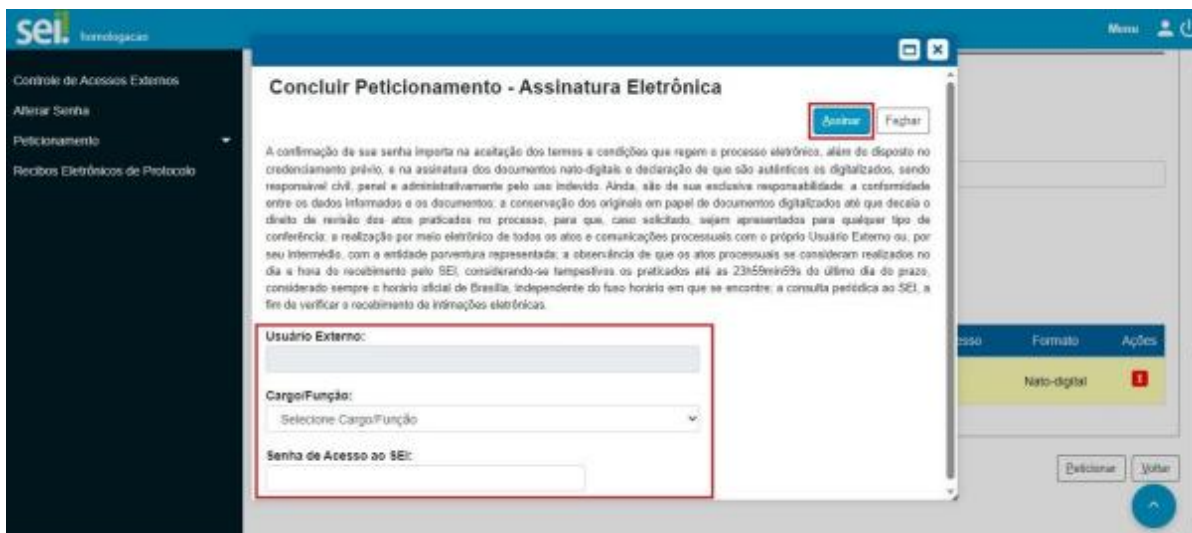 sei! homologacao
Menu
Controle de Acessos Externos
Alterar Senha
Peticionamento
Recibos Eletrônicos de Protocolo
Concluir Peticionamento - Assinatura Eletrônica
Assinar Fechar
A confirmação de sua senha importa na aceitação dos termos e condições que regem o processo eletrônico, além do disposto no
credenciamento prévio, e na assinatura dos documentos nato-digitais e declaração de que são autênticos os digitalizados, sendo
responsável civil, penal e administrativamente pelo uso indevido. Ainda, são de sua exclusiva responsabilidade: a conformidade
entre os dados informados e os documentos; a conservação dos originais em papel de documentos digitalizados até que decaia o
direito de revisão dos atos praticados no processo, para que, caso solicitado, sejam apresentados para qualquer tipo de
conferência; a realização por meio eletrônico de todos os atos e comunicações processuais com o próprio Usuário Externo ou, por
seu intermédio, com a entidade porventura representada; a observância de que os atos processuais se consideram realizados no
dia e hora do recebimento pelo SEI, considerando-se tempestivos os praticados até as 23h59min59s do último dia do prazo,
considerado sempre o horário oficial de Brasília, independente do fuso horário em que se encontre; a consulta periódica ao SEI, a
fim de verificar o recebimento de intimações eletrônicas.
Usuário Externo:
Cargo/Função:
Selecione Cargo/Função
Senha de Acesso ao SEI:
esso Formato Ações
Nato-digital
Peticionar Voltar